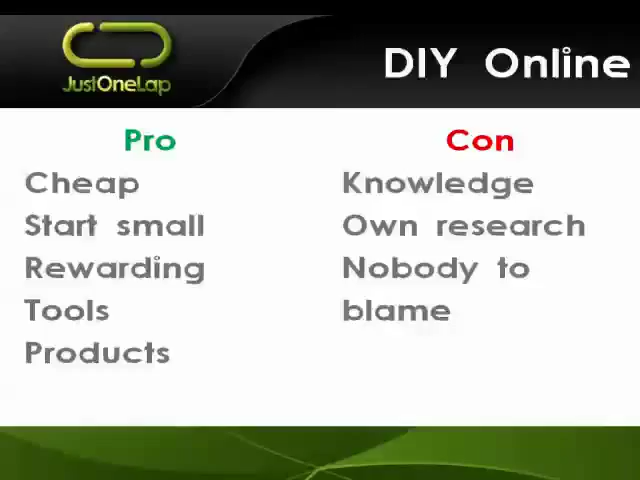 JustOneLap
DIY Online
Pro
Cheap
Start small
Rewarding
Tools
Products
Con
Knowledge
Own research
Nobody to
blame